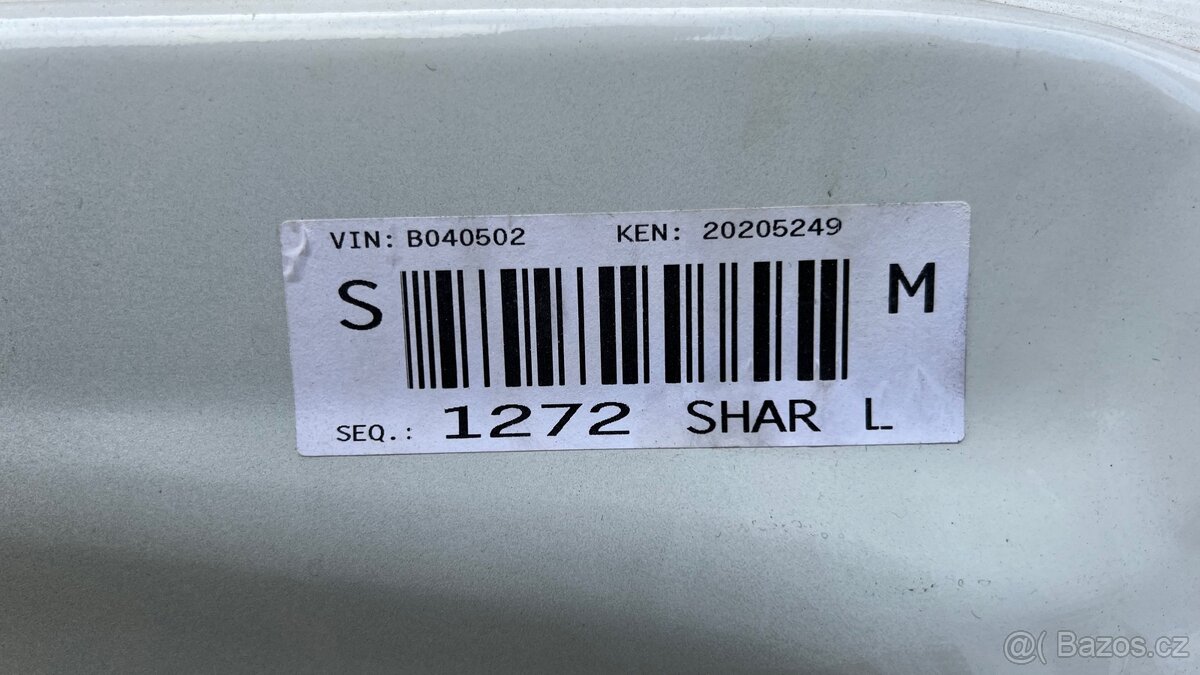 VIN: B040502 KEN: 20205249
S M
SEQ.: 1272 SHAR L
@( Bazos.cz